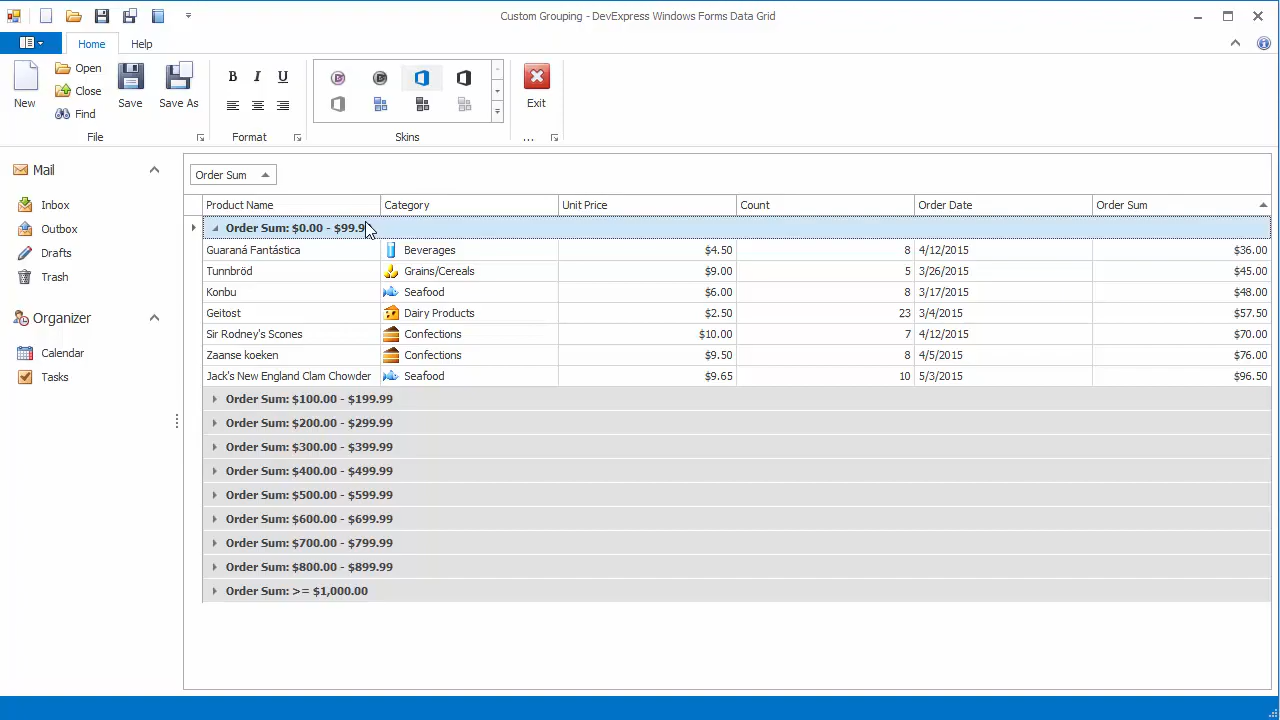 Custom Grouping - DevExpress Windows Forms Data Grid
Home Help
New Open Close Find Save Save As B I U Exit
File Format Skins ...
Mail
Inbox
Outbox
Drafts
Trash
Organizer
Calendar
Tasks
Order Sum
Product Name Category Unit Price Count Order Date Order Sum
Order Sum: $0.00 - $99.9
Guaraná Fantástica Beverages $4.50 8 4/12/2015 $36.00
Tunnbröd Grains/Cereals $9.00 5 3/26/2015 $45.00
Konbu Seafood $6.00 8 3/17/2015 $48.00
Geitost Dairy Products $2.50 23 3/4/2015 $57.50
Sir Rodney's Scones Confections $10.00 7 4/12/2015 $70.00
Zaanse koeken Confections $9.50 8 4/5/2015 $76.00
Jack's New England Clam Chowder Seafood $9.65 10 5/3/2015 $96.50
Order Sum: $100.00 - $199.99
Order Sum: $200.00 - $299.99
Order Sum: $300.00 - $399.99
Order Sum: $400.00 - $499.99
Order Sum: $500.00 - $599.99
Order Sum: $600.00 - $699.99
Order Sum: $700.00 - $799.99
Order Sum: $800.00 - $899.99
Order Sum: >= $1,000.00